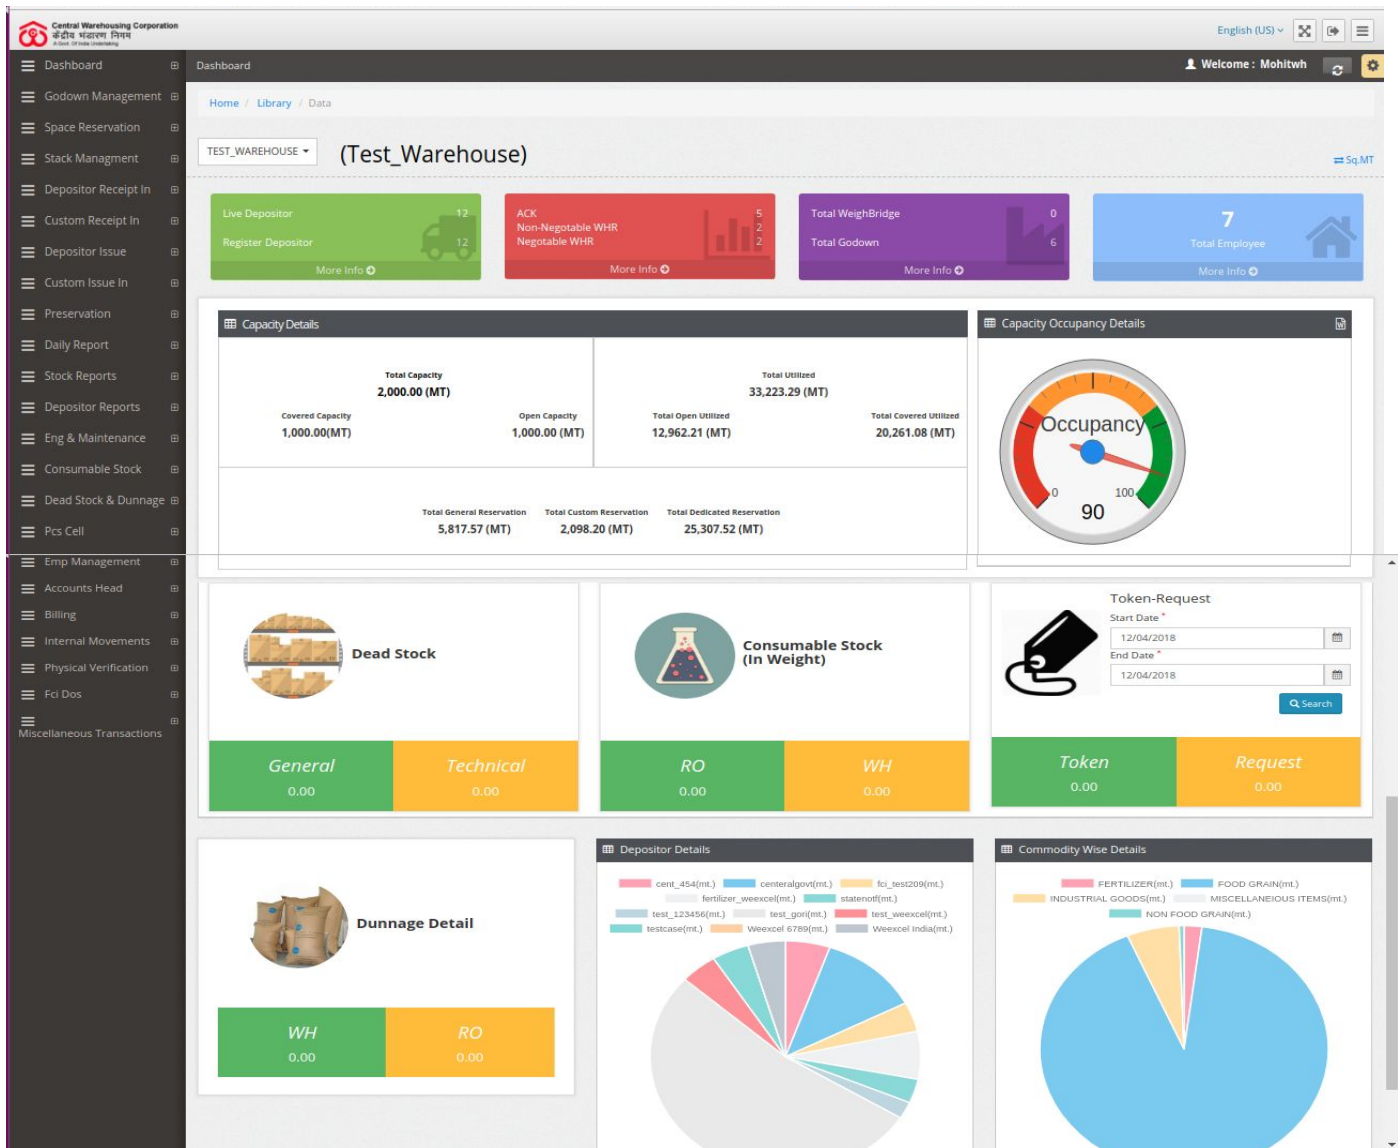 Central Warehousing Corporation
केंद्रीय भंडारण निगम
A Govt. Of India Undertaking
English (US)
Dashboard
Godown Management
Space Reservation
Stack Managment
Depositor Receipt In
Custom Receipt In
Depositor Issue
Custom Issue In
Preservation
Daily Report
Stock Reports
Depositor Reports
Eng & Maintenance
Consumable Stock
Dead Stock & Dunnage
Pcs Cell
Emp Management
Accounts Head
Billing
Internal Movements
Physical Verification
Fci Dos
Miscellaneous Transactions
Dashboard
Welcome : Mohitwh
Home / Library / Data
TEST_WAREHOUSE
(Test_Warehouse)
Sq.MT
Live Depositor 12
Register Depositor 12
More Info
ACK 5
Non-Negotable WHR 2
Negotable WHR 2
More Info
Total WeighBridge 0
Total Godown 6
More Info
7
Total Employee
More Info
Capacity Details
Total Capacity
2,000.00 (MT)
Covered Capacity Open Capacity
1,000.00(MT) 1,000.00 (MT)
Total Utilized
33,223.29 (MT)
Total Open Utilized Total Covered Utilized
12,962.21 (MT) 20,261.08 (MT)
Total General Reservation Total Custom Reservation Total Dedicated Reservation
5,817.57 (MT) 2,098.20 (MT) 25,307.52 (MT)
Capacity Occupancy Details
Occupancy
0 100
90
Dead Stock
General Technical
0.00 0.00
Consumable Stock
(In Weight)
RO WH
0.00 0.00
Token-Request
Start Date *
12/04/2018
End Date *
12/04/2018
Search
Token Request
0.00 0.00
Dunnage Detail
WH RO
0.00 0.00
Depositor Details
cent_454(mt.) centeralgovt(mt.) fci_test209(mt.)
fertilizer_weexcel(mt.) statenotf(mt.)
test_123456(mt.) test_gori(mt.) test_weexcel(mt.)
testcase(mt.) Weexcel 6789(mt.) Weexcel India(mt.)
Commodity Wise Details
FERTILIZER(mt.) FOOD GRAIN(mt.)
INDUSTRIAL GOODS(mt.) MISCELLANEIOUS ITEMS(mt.)
NON FOOD GRAIN(mt.)